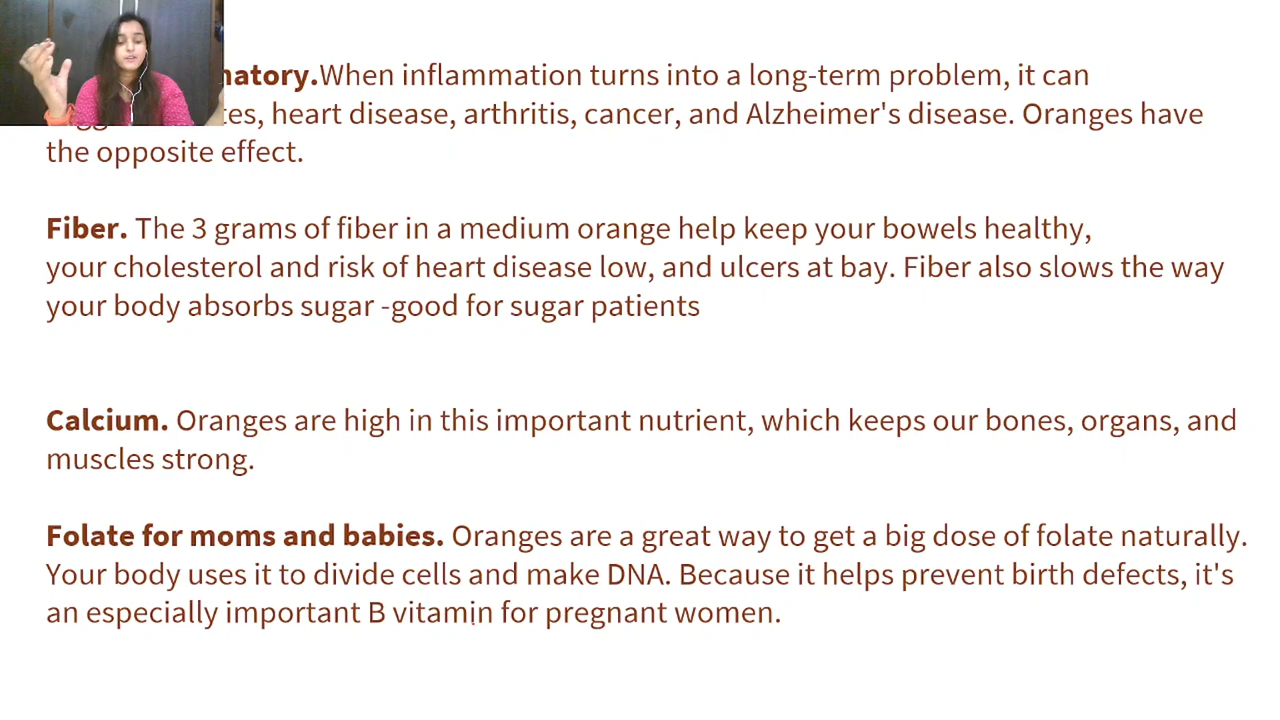 When inflammation turns into a long-term problem, it can
heart disease, arthritis, cancer, and Alzheimer's disease. Oranges have
the opposite effect.
Fiber. The 3 grams of fiber in a medium orange help keep your bowels healthy,
your cholesterol and risk of heart disease low, and ulcers at bay. Fiber also slows the way
your body absorbs sugar -good for sugar patients
Calcium. Oranges are high in this important nutrient, which keeps our bones, organs, and
muscles strong.
Folate for moms and babies. Oranges are a great way to get a big dose of folate naturally.
Your body uses it to divide cells and make DNA. Because it helps prevent birth defects, it's
an especially important B vitamin for pregnant women.